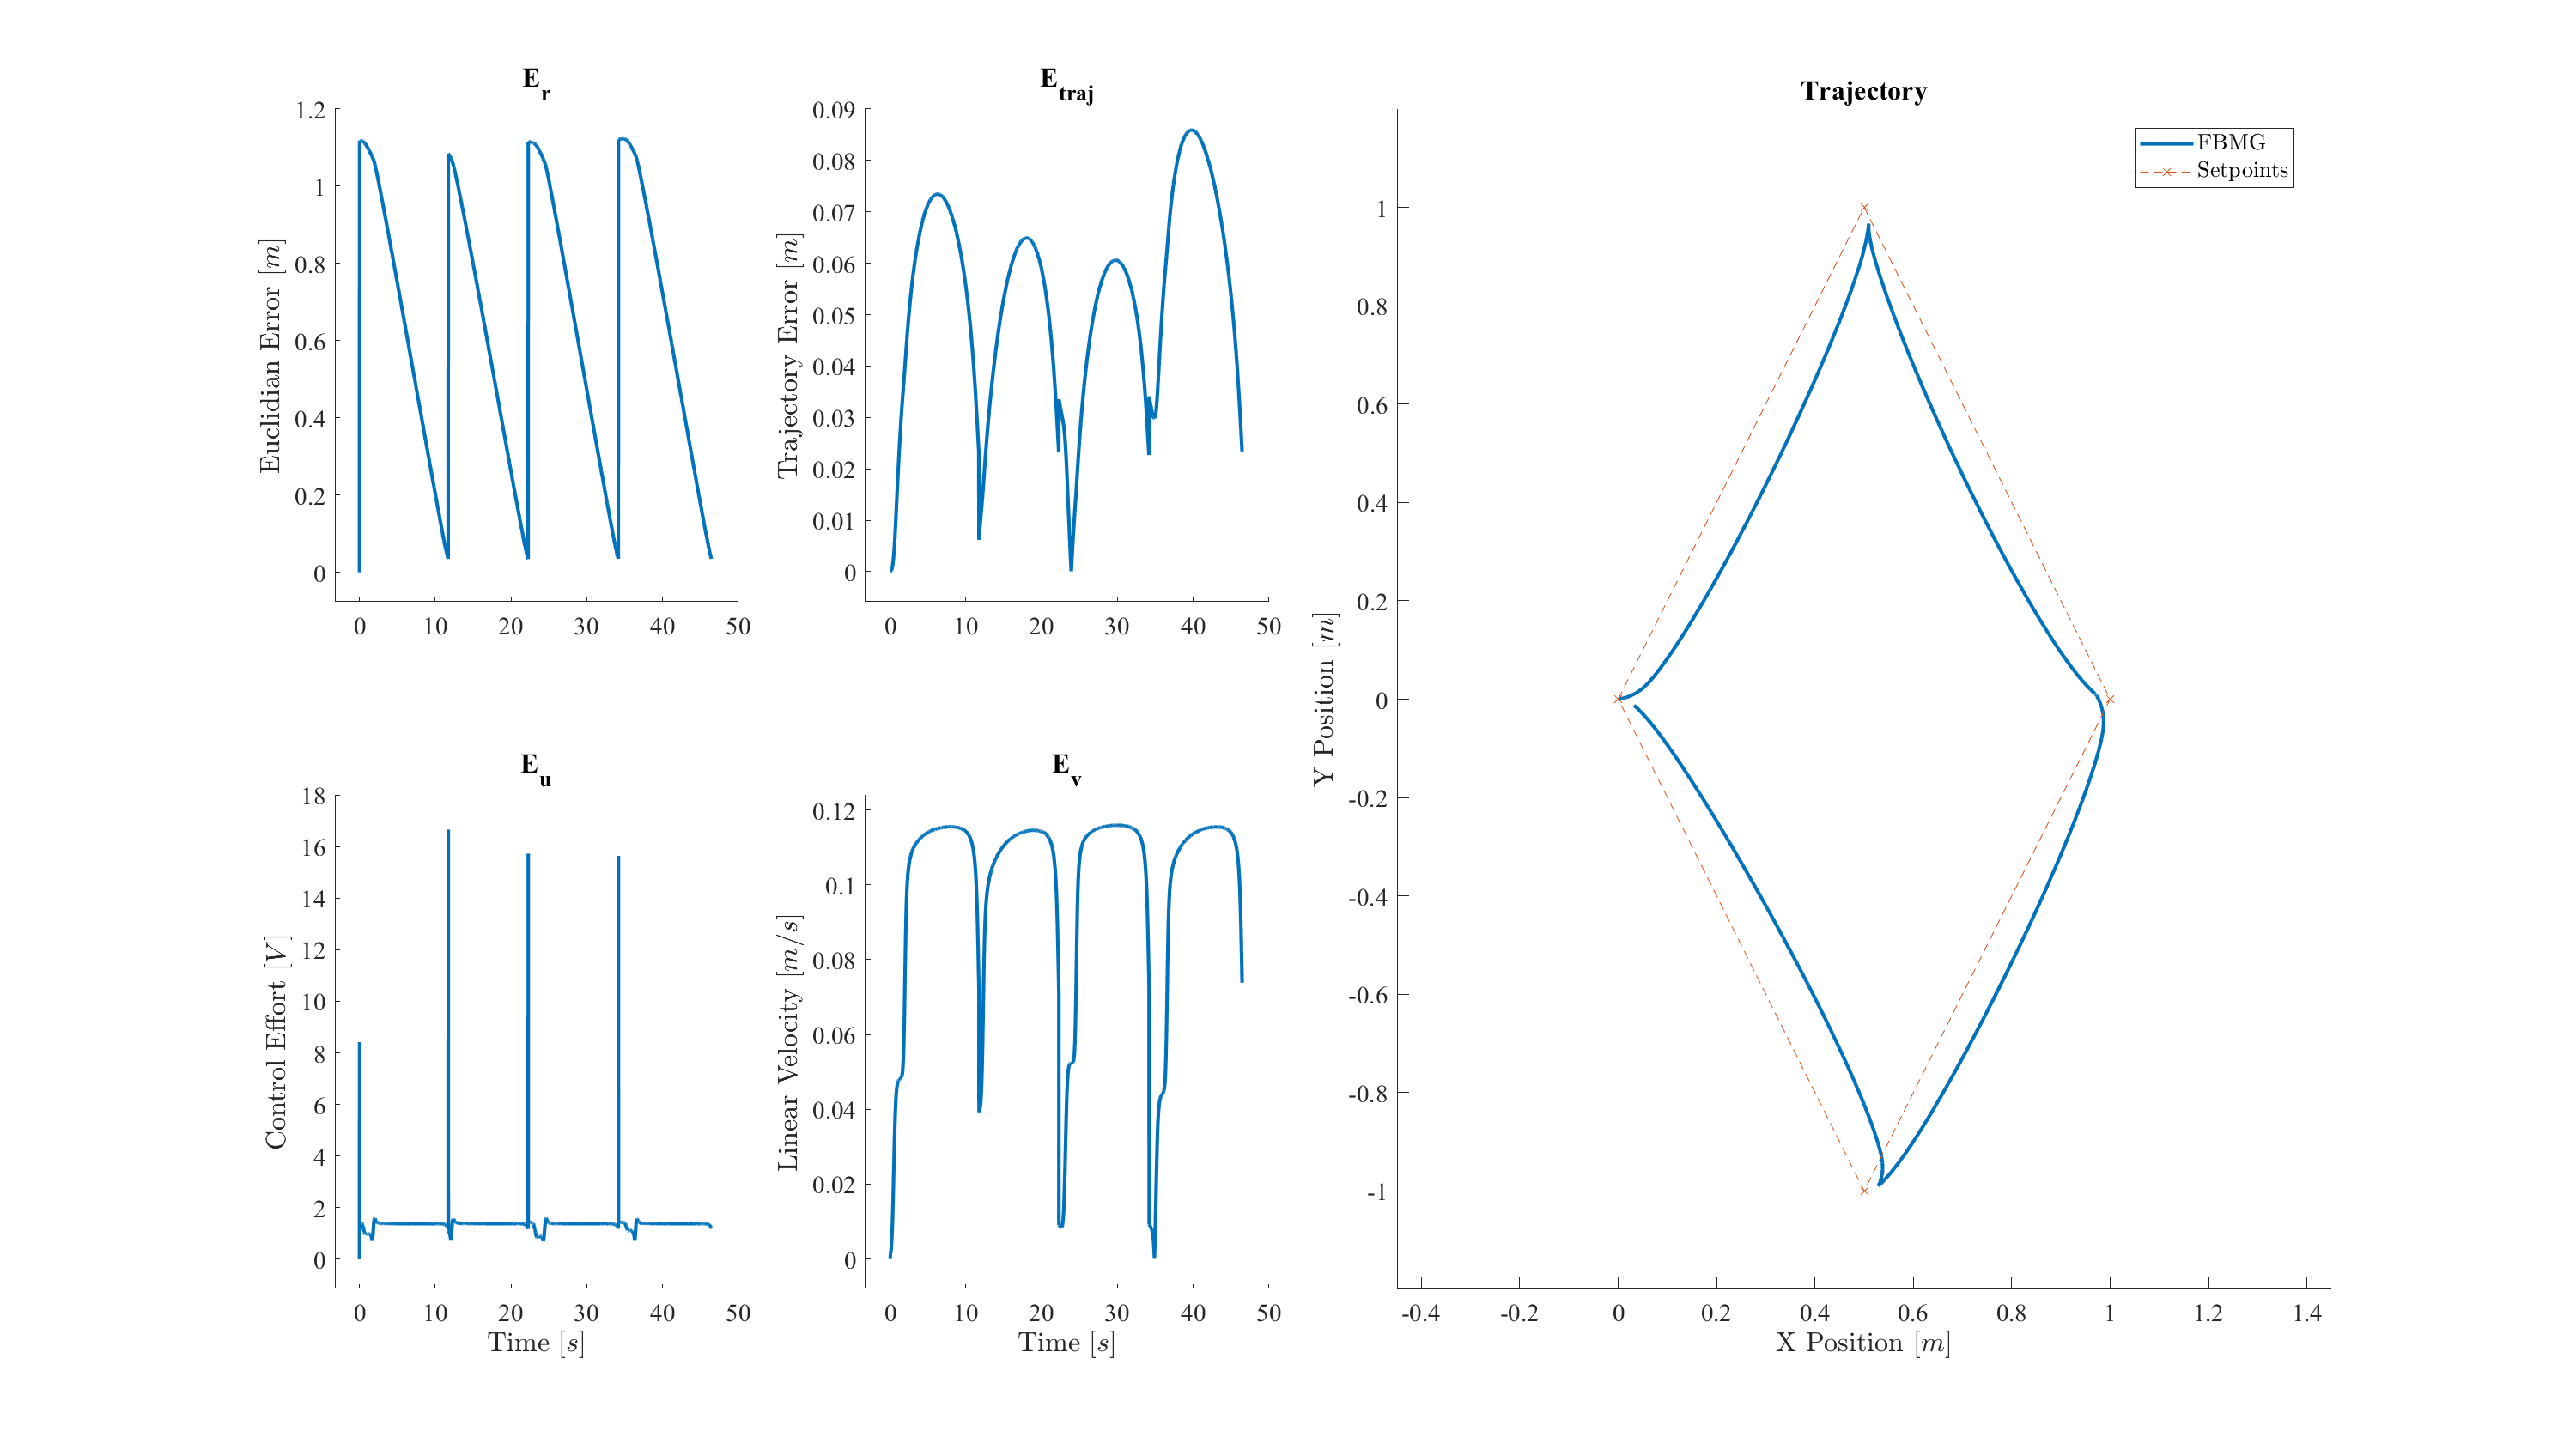 E_r
1.2
1
0.8
0.6
0.4
0.2
0
Euclidian Error [m]
0 10 20 30 40 50
E_traj
0.09
0.08
0.07
0.06
0.05
0.04
0.03
0.02
0.01
0
Trajectory Error [m]
0 10 20 30 40 50
E_u
18
16
14
12
10
8
6
4
2
0
Control Effort [V]
0 10 20 30 40 50
Time [s]
E_v
0.12
0.1
0.08
0.06
0.04
0.02
0
Linear Velocity [m/s]
0 10 20 30 40 50
Time [s]
Trajectory
FBMG
Setpoints
1
0.8
0.6
0.4
0.2
0
-0.2
-0.4
-0.6
-0.8
-1
Y Position [m]
-0.4 -0.2 0 0.2 0.4 0.6 0.8 1 1.2 1.4
X Position [m]